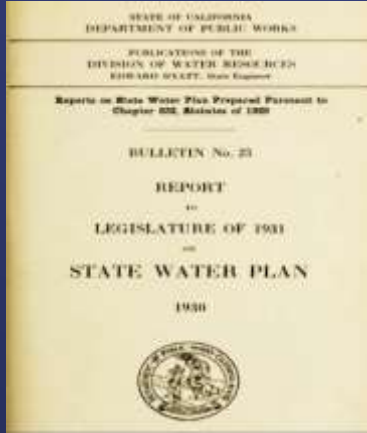 STATE OF CALIFORNIA
DEPARTMENT OF PUBLIC WORKS
PUBLICATIONS OF THE
DIVISION OF WATER RESOURCES
EDWARD HYATT, State Engineer
Reports on State Water Plan Prepared Pursuant to
Chapter 832, Statutes of 1929
BULLETIN No. 25
REPORT
TO
LEGISLATURE OF 1931
ON
STATE WATER PLAN
1930